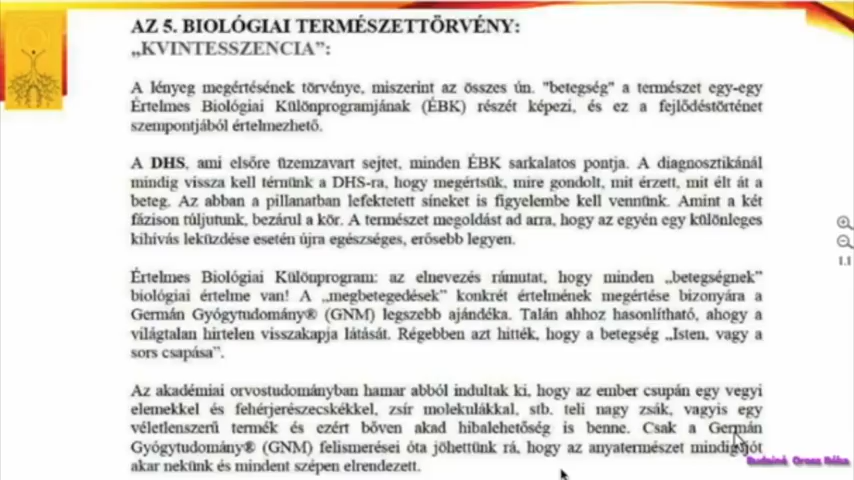 AZ 5. BIOLÓGIAI TERMÉSZETTÖRVÉNY:
„KVINTESSZENCIA”:
A lényeg megértésének törvénye, miszerint az összes ún. "betegség" a természet egy-egy
Értelmes Biológiai Különprogramjának (ÉBK) részét képezi, és ez a fejlődéstörténet
szempontjából értelmezhető.
A DHS, ami elsőre üzemzavart sejtet, minden ÉBK sarkalatos pontja. A diagnosztikánál
mindig vissza kell térnünk a DHS-ra, hogy megértsük, mire gondolt, mit érzett, mit élt át a
beteg. Az abban a pillanatban lefektetett síneket is figyelembe kell vennünk. Amint a két
fázison túljutunk, bezárul a kör. A természet megoldást ad arra, hogy az egyén egy különleges
kihívás leküzdése esetén újra egészséges, erősebb legyen.
Értelmes Biológiai Különprogram: az elnevezés rámutat, hogy minden „betegségnek”
biológiai értelme van! A „megbetegedések” konkrét értelmének megértése bizonyára a
Germán Gyógytudomány® (GNM) legszebb ajándéka. Talán ahhoz hasonlítható, ahogy a
világtalan hirtelen visszakapja látását. Régebben azt hitték, hogy a betegség „Isten, vagy a
sors csapása”.
Az akadémiai orvostudományban hamar abból indultak ki, hogy az ember csupán egy vegyi
elemekkel és fehérjerészecskékkel, zsír molekulákkal, stb. teli nagy zsák, vagyis egy
véletlenszerű termék és ezért bőven akad hibalehetőség is benne. Csak a Germán
Gyógytudomány® (GNM) felismerései óta jöhettünk rá, hogy az anyatermészet mindig jót
akar nekünk és mindent szépen elrendezett.
Budainé Orosz Réka
1.1